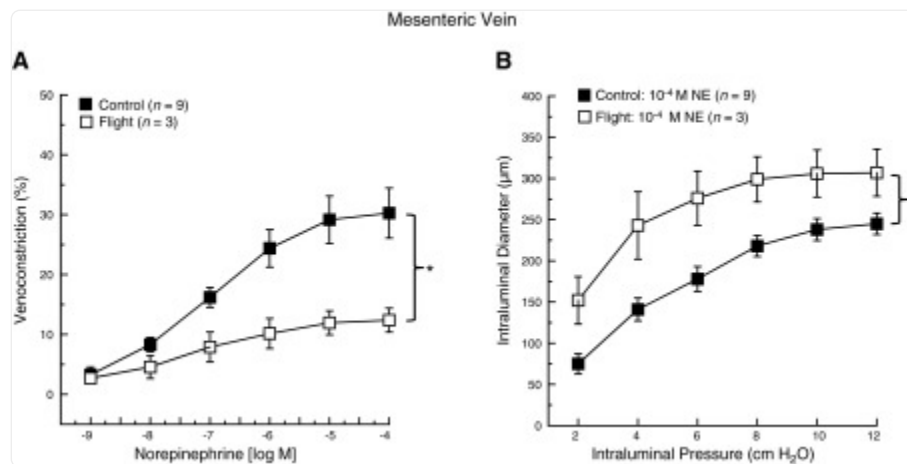 Mesenteric Vein
A
Control (n = 9)
Flight (n = 3)
Venoconstriction (%)
50
40
30
20
10
0
*
-9 -8 -7 -6 -5 -4
Norepinephrine [log M]
B
Control: 10⁻⁴ M NE (n = 9)
Flight: 10⁻⁴ M NE (n = 3)
Intraluminal Diameter (µm)
400
350
300
250
200
150
100
50
0
2 4 6 8 10 12
Intraluminal Pressure (cm H₂O)